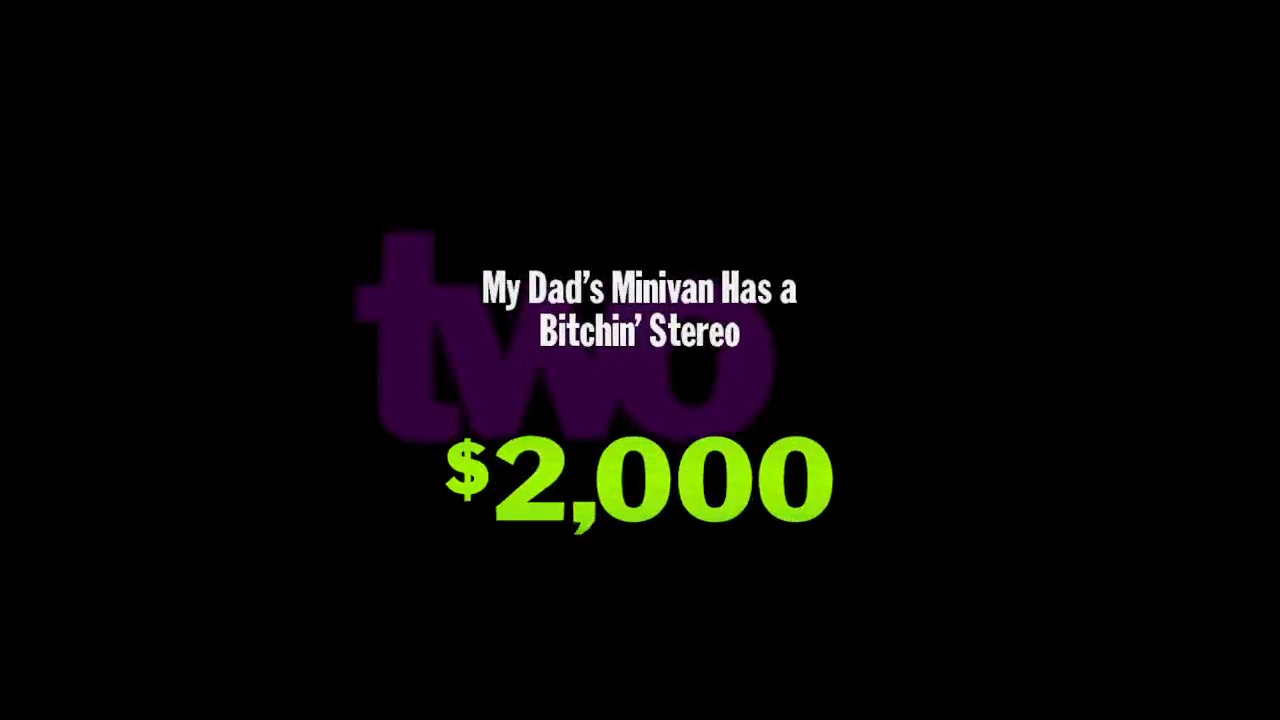 two
My Dad’s Minivan Has a
Bitchin’ Stereo
$2,000